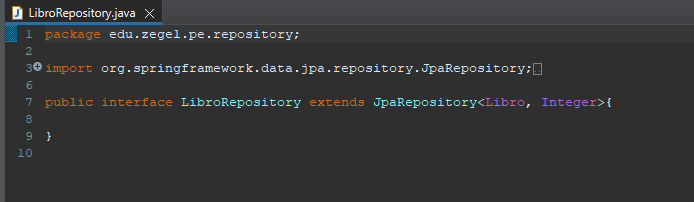 LibroRepository.java
1 package edu.zegel.pe.repository;
2
3 import org.springframework.data.jpa.repository.JpaRepository;
6
7 public interface LibroRepository extends JpaRepository<Libro, Integer>{
8
9 }
10